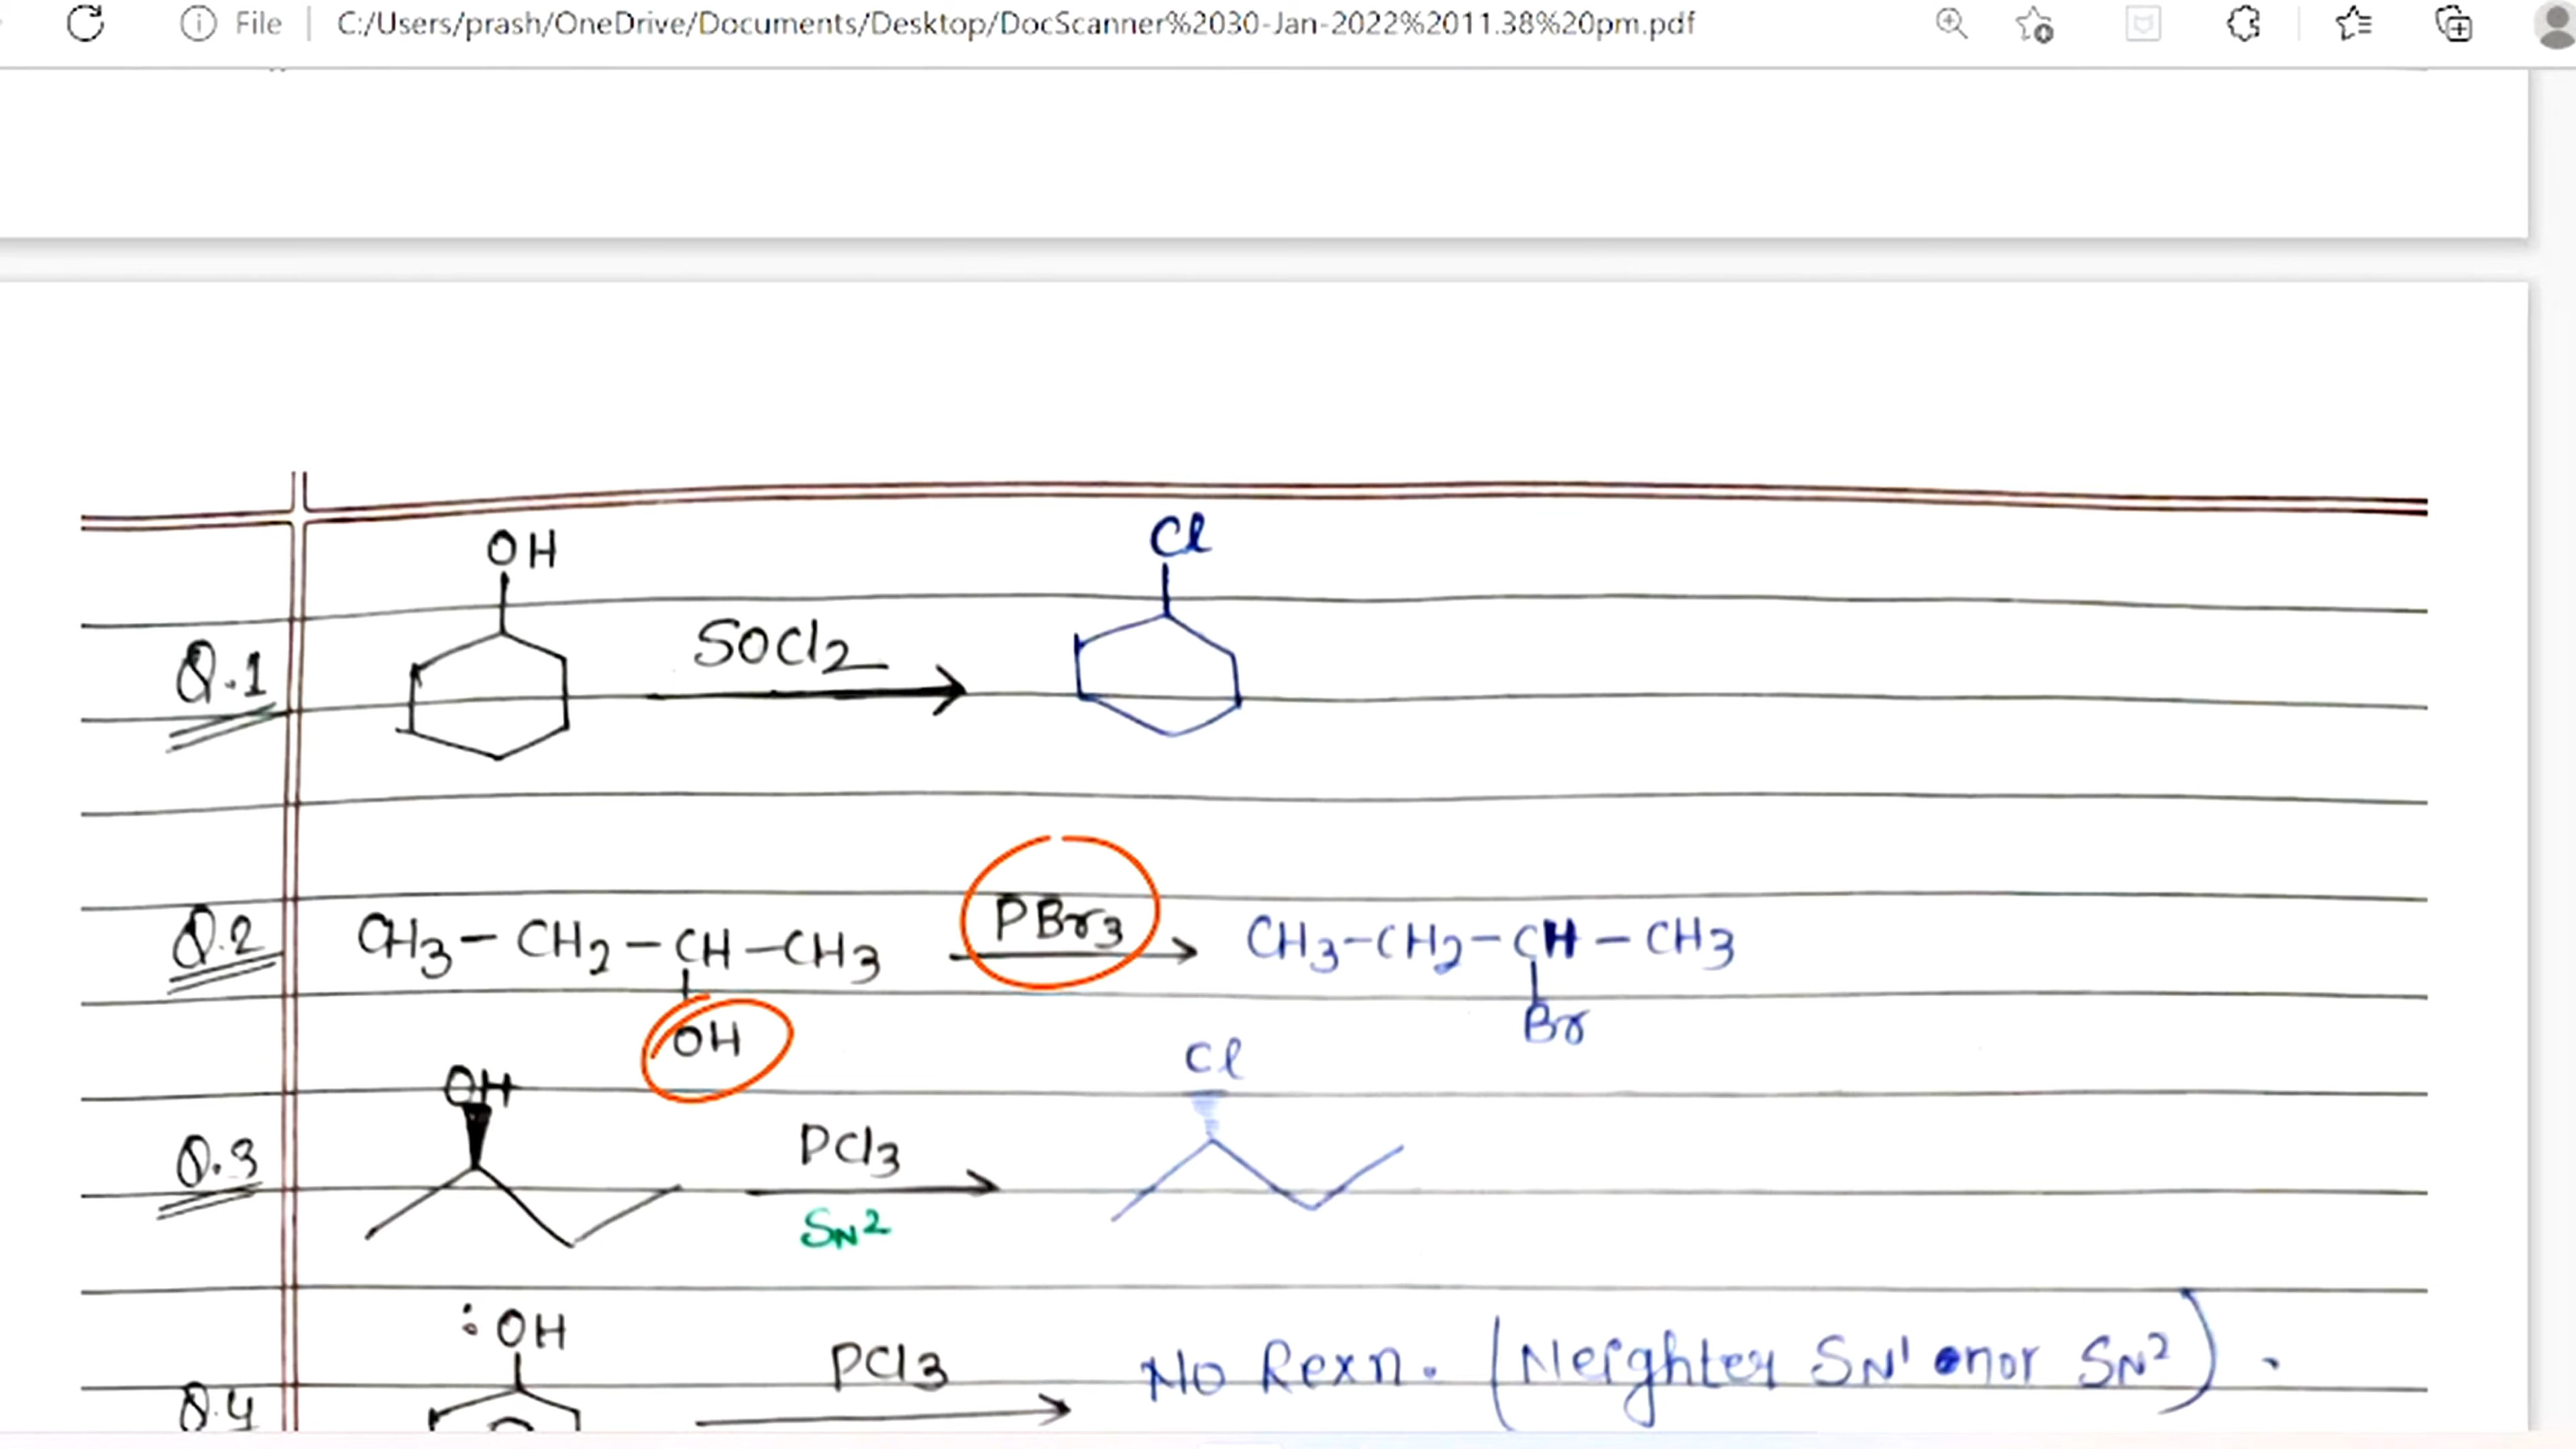 File | C:/Users/prash/OneDrive/Documents/Desktop/DocScanner%2030-Jan-2022%2011.38%20pm.pdf
OH
Cl
Q.1
SOCl2
Q.2
CH3-CH2-CH-CH3
PBr3
CH3-CH2-CH-CH3
OH
Br
OH
Cl
Q.3
PCl3
SN2
:OH
Q.4
PCl3
No Rexn. (Neighter SN1 nor SN2).